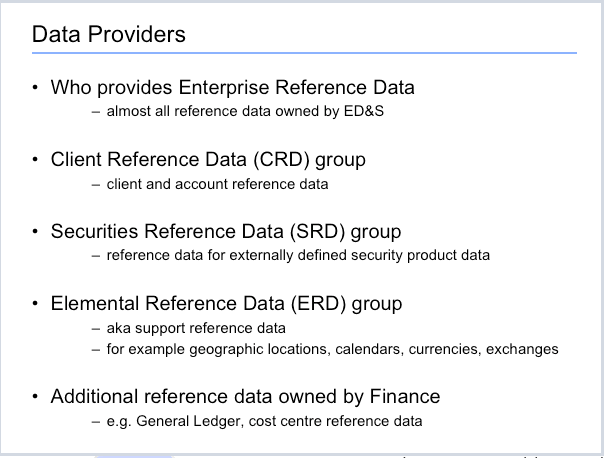 Data Providers
• Who provides Enterprise Reference Data
– almost all reference data owned by ED&S
• Client Reference Data (CRD) group
– client and account reference data
• Securities Reference Data (SRD) group
– reference data for externally defined security product data
• Elemental Reference Data (ERD) group
– aka support reference data
– for example geographic locations, calendars, currencies, exchanges
• Additional reference data owned by Finance
– e.g. General Ledger, cost centre reference data